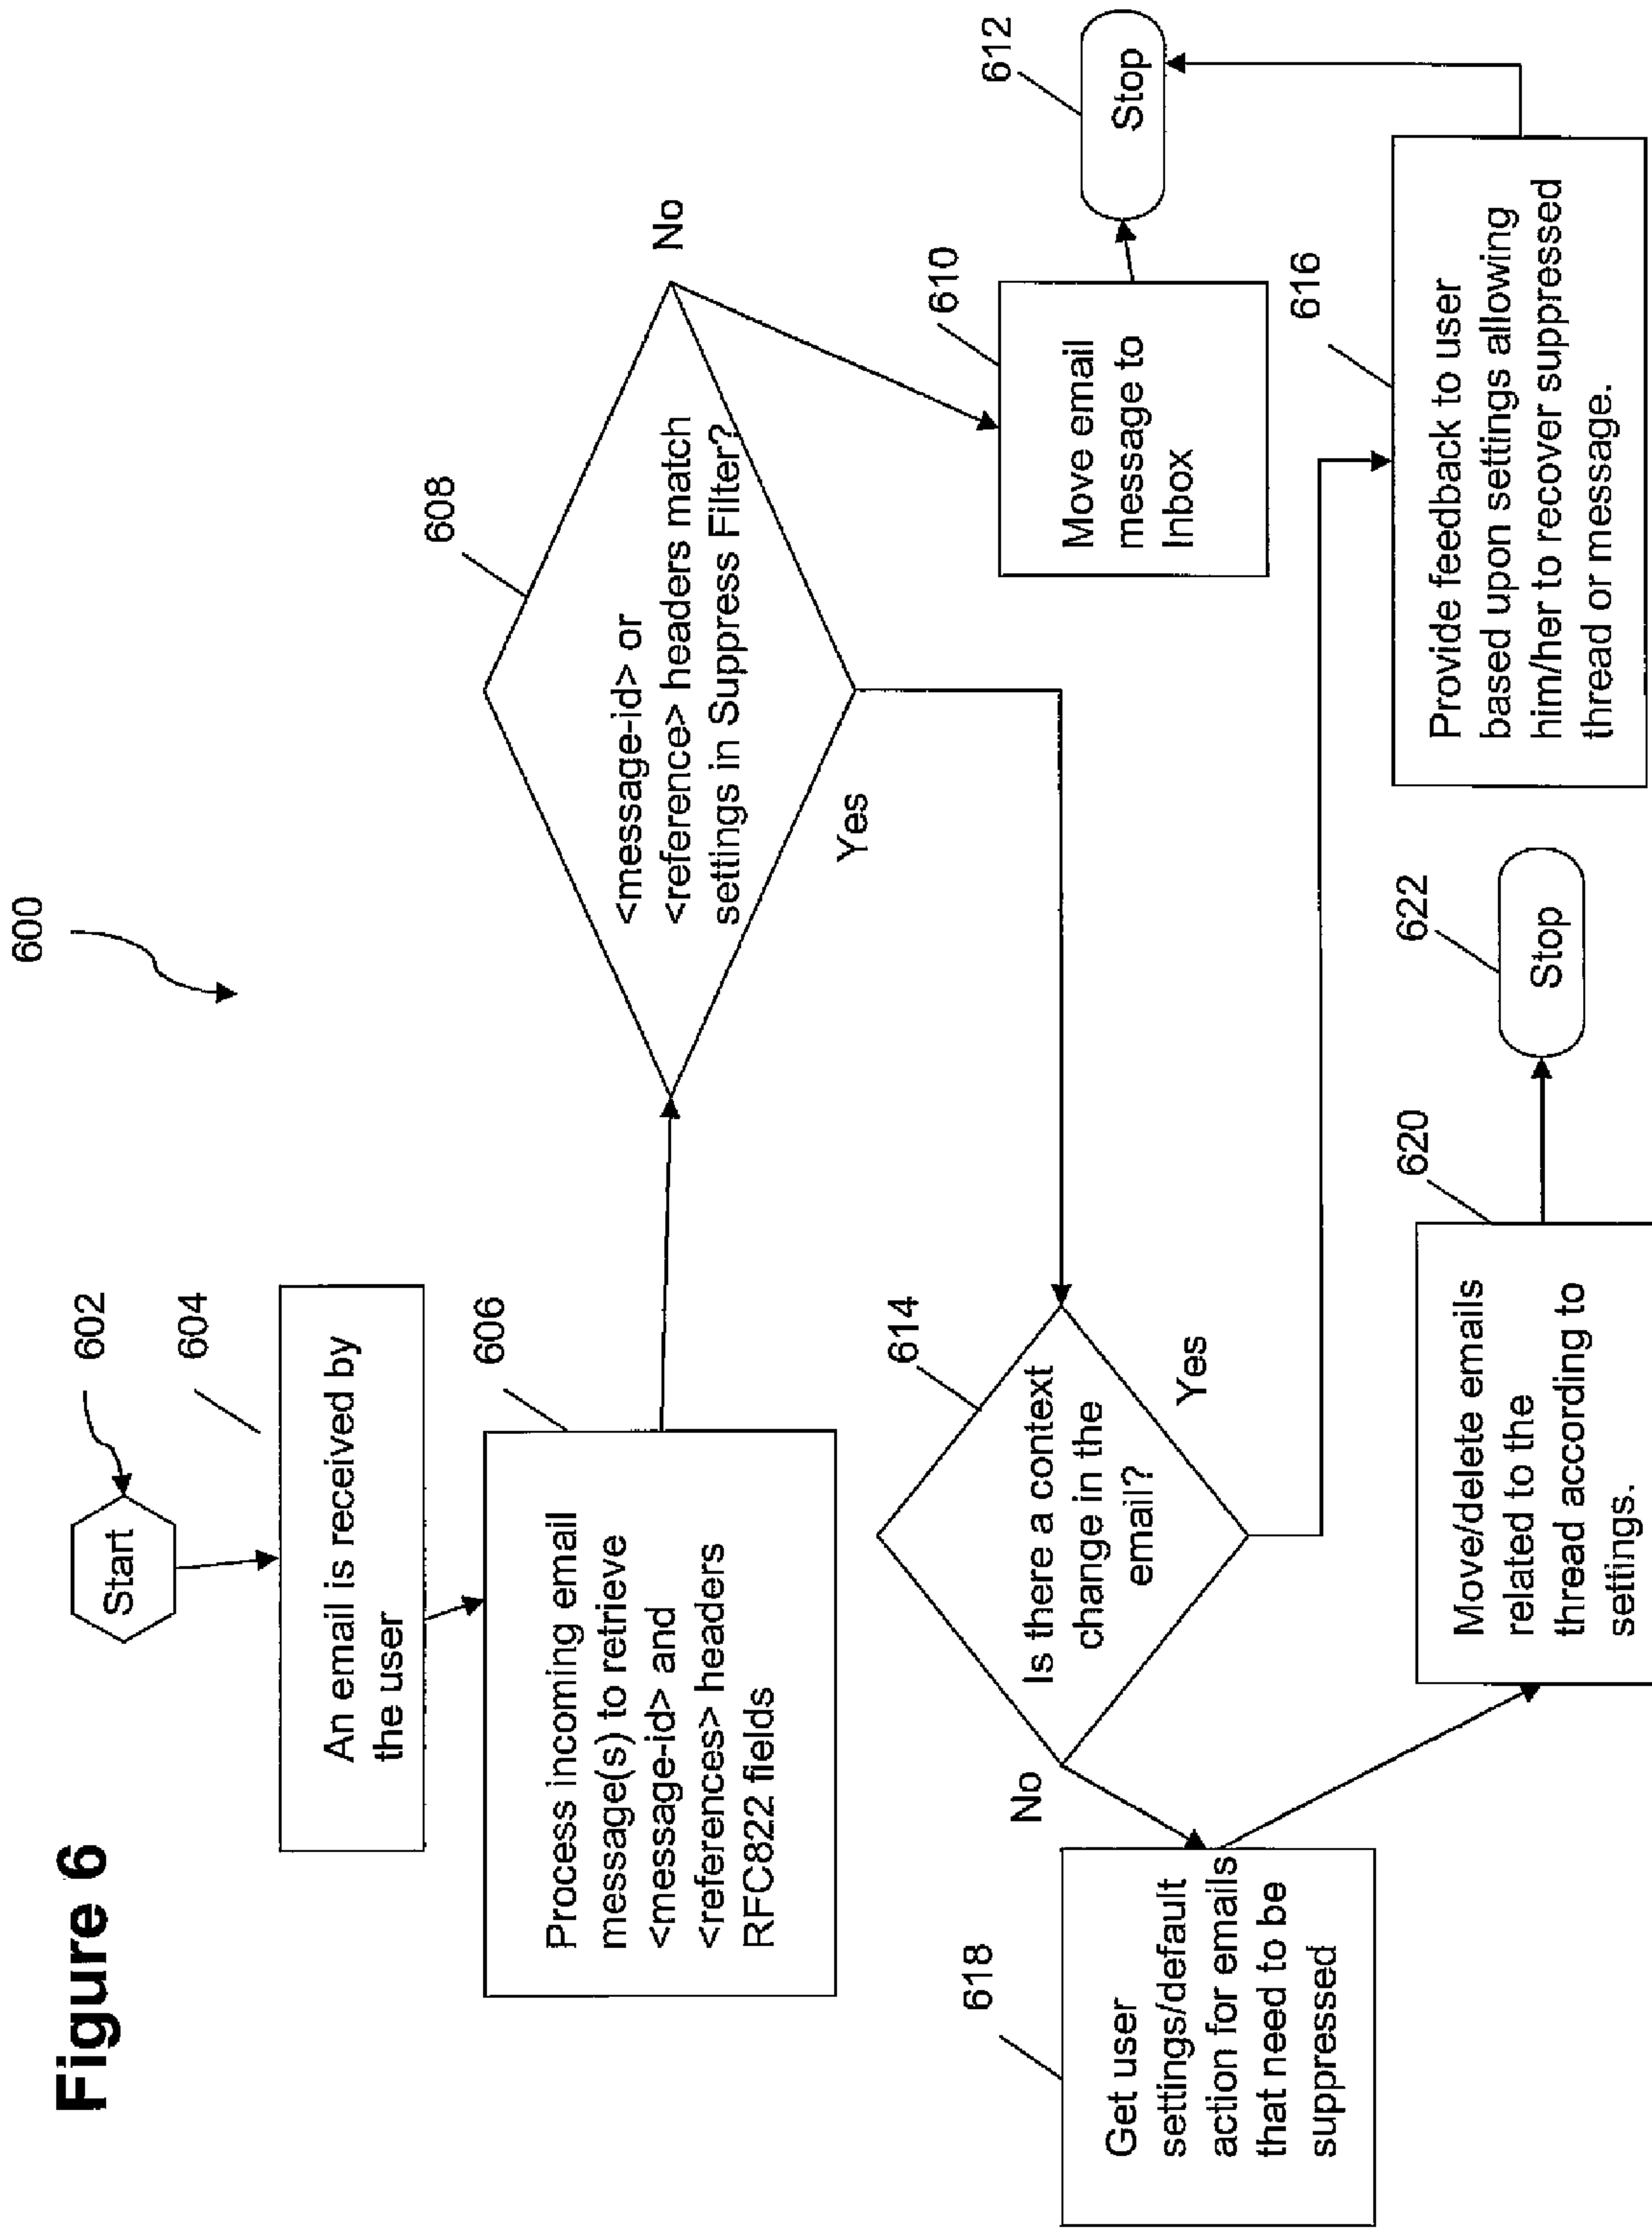 Figure 6
600
602
Start
604
An email is received by
the user
606
Process incoming email
message(s) to retrieve
<message-id> and
<references> headers
RFC822 fields
608
<message-id> or
<reference> headers match
settings in Suppress Filter?
No
Yes
610
Move email
message to
Inbox
612
Stop
614
Is there a context
change in the
email?
No
Yes
616
Provide feedback to user
based upon settings allowing
him/her to recover suppressed
thread or message.
618
Get user
settings/default
action for emails
that need to be
suppressed
620
Move/delete emails
related to the
thread according to
settings.
622
Stop